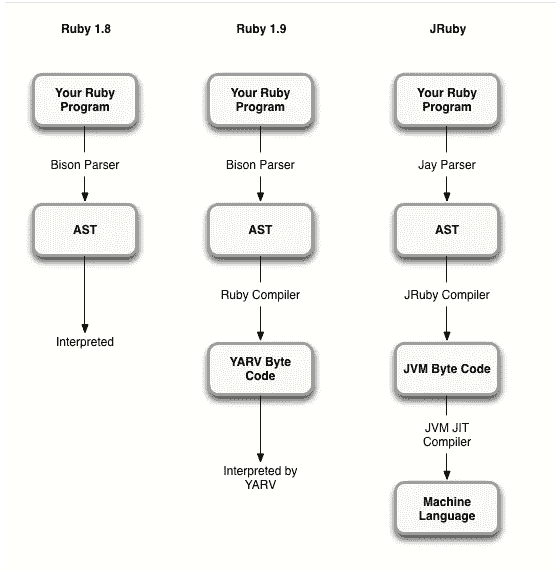 Ruby 1.8
Your Ruby
Program
Bison Parser
AST
Interpreted
Ruby 1.9
Your Ruby
Program
Bison Parser
AST
Ruby Compiler
YARV Byte
Code
Interpreted by
YARV
JRuby
Your Ruby
Program
Jay Parser
AST
JRuby Compiler
JVM Byte Code
JVM JIT
Compiler
Machine
Language